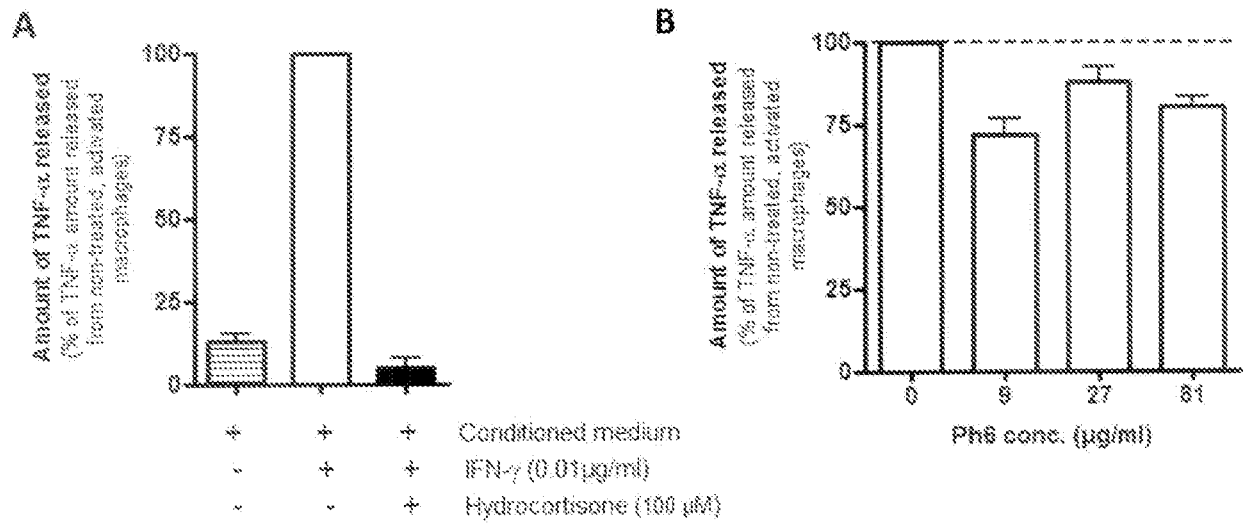 A
Amount of TNF-α released
(% of TNF-α amount released
from non-treated, activated
macrophages)
100
75
50
25
0
+ + + Conditioned medium
- + + IFN-γ (0.01µg/ml)
- - + Hydrocortisone (100 µM)
B
Amount of TNF-α released
(% of TNF-α amount released
from non-treated, activated
macrophages)
100
75
50
25
0
0 9 27 81
Ph6 conc. (µg/ml)